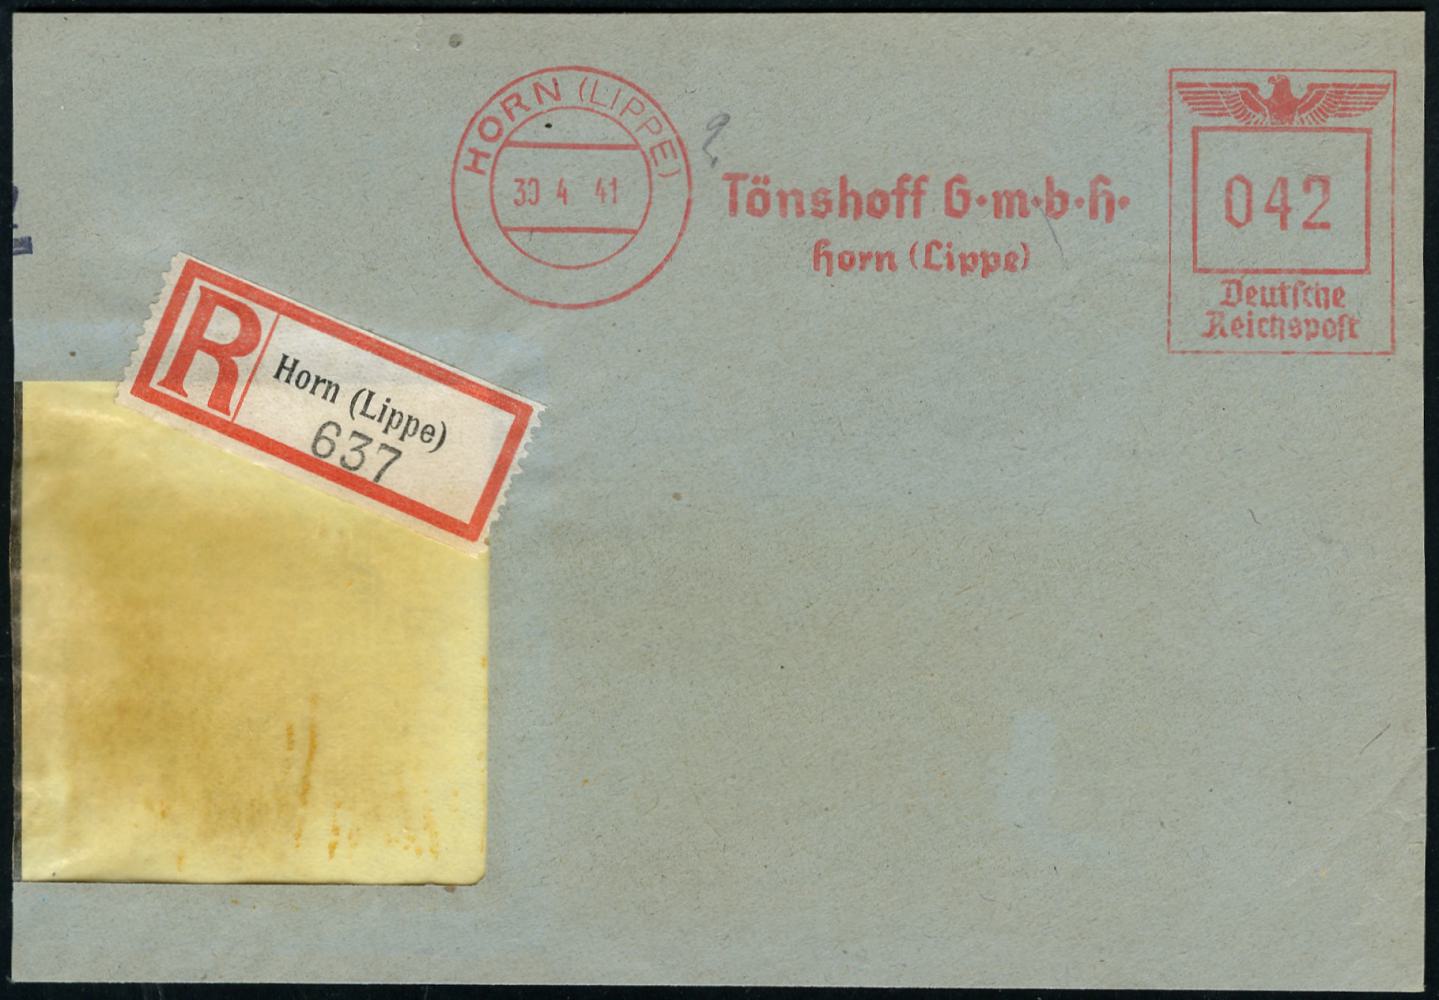 HORN (LIPPE)
30 4 41
Tönshoff G·m·b·H·
Horn (Lippe)
042
Deutsche
Reichspost
R
Horn (Lippe)
637